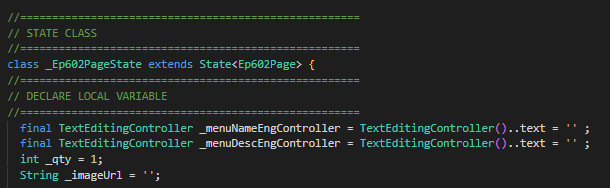 //====================================================
// STATE CLASS
//====================================================
class _Ep602PageState extends State<Ep602Page> {
//====================================================
// DECLARE LOCAL VARIABLE
//====================================================
  final TextEditingController _menuNameEngController = TextEditingController()..text = '' ;
  final TextEditingController _menuDescEngController = TextEditingController()..text = '' ;
  int _qty = 1;
  String _imageUrl = '';